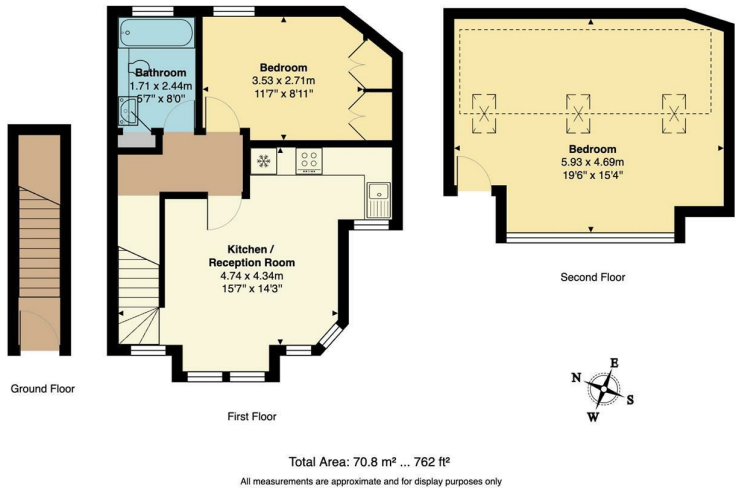 Bathroom
1.71 x 2.44m
5'7" x 8'0"
Bedroom
3.53 x 2.71m
11'7" x 8'11"
Kitchen /
Reception Room
4.74 x 4.34m
15'7" x 14'3"
Bedroom
5.93 x 4.69m
19'6" x 15'4"
Second Floor
Ground Floor
First Floor
N
E
S
W
Total Area: 70.8 m² ... 762 ft²
All measurements are approximate and for display purposes only